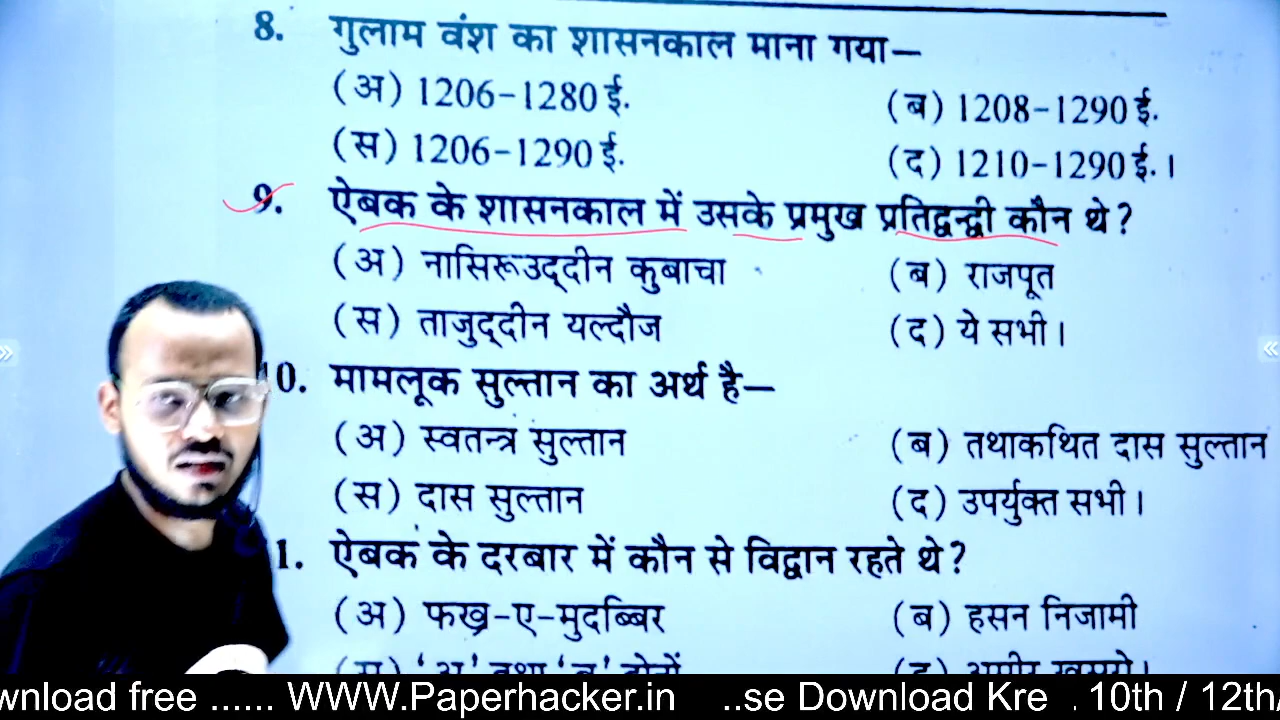 8. गुलाम वंश का शासनकाल माना गया—
(अ) 1206-1280 ई. (ब) 1208-1290 ई.
(स) 1206-1290 ई. (द) 1210-1290 ई.।
9. ऐबक के शासनकाल में उसके प्रमुख प्रतिद्वन्द्वी कौन थे?
(अ) नासिरूउद्दीन कुबाचा (ब) राजपूत
(स) ताजुद्दीन यल्दौज (द) ये सभी।
10. मामलूक सुल्तान का अर्थ है—
(अ) स्वतन्त्र सुल्तान (ब) तथाकथित दास सुल्तान
(स) दास सुल्तान (द) उपर्युक्त सभी।
1. ऐबक के दरबार में कौन से विद्वान रहते थे?
(अ) फख्र-ए-मुदब्बिर (ब) हसन निजामी
wnload free ...... WWW.Paperhacker.in ..se Download Kre . 10th / 12th/